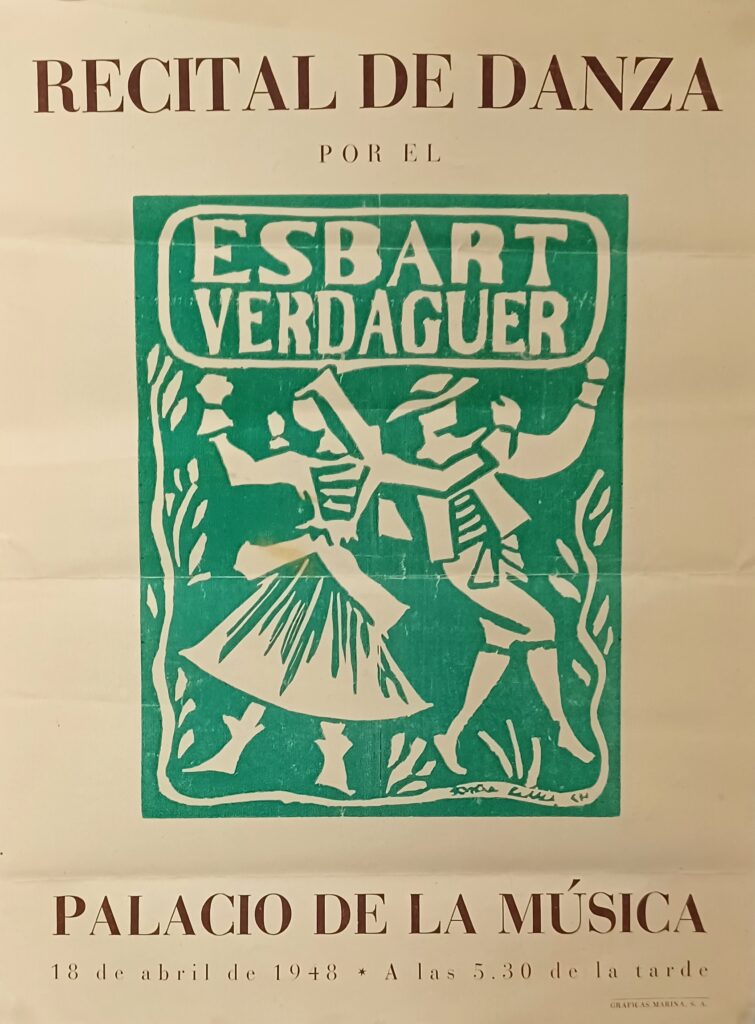 RECITAL DE DANZA
POR EL
ESBART
VERDAGUER
PALACIO DE LA MÚSICA
18 de abril de 1948 * A las 5.30 de la tarde
GRÁFICAS MARINA, S. A.